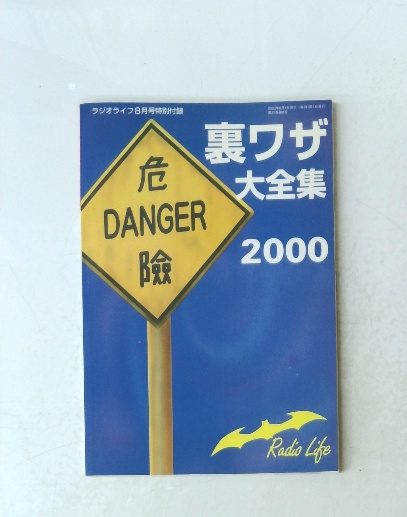 ラジオライフ8月号特別付録
裏ワザ
大全集
2000
危
DANGER
險
Radio Life